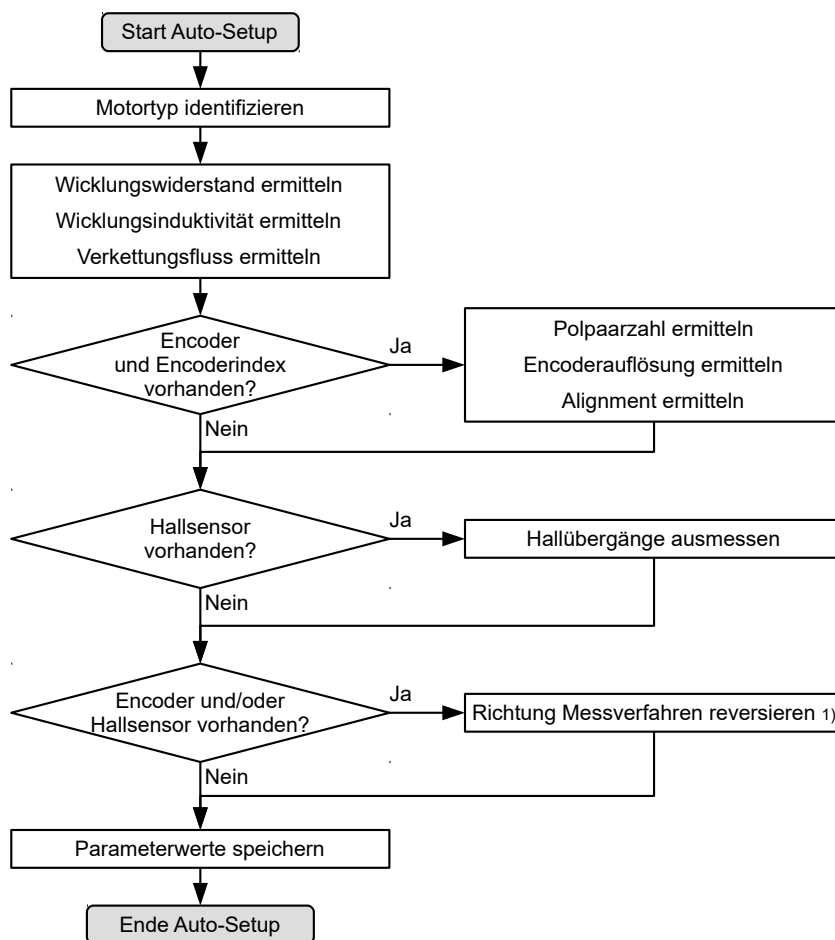 Start Auto-Setup
Motortyp identifizieren
Wicklungswiderstand ermitteln
Wicklungsinduktivität ermitteln
Verkettungsfluss ermitteln
Encoder
und Encoderindex
vorhanden?
Ja
Polpaarzahl ermitteln
Encoderauflösung ermitteln
Alignment ermitteln
Nein
Hallsensor
vorhanden?
Ja
Hallübergänge ausmessen
Nein
Encoder und/oder
Hallsensor vorhanden?
Ja
Richtung Messverfahren reversieren 1)
Nein
Parameterwerte speichern
Ende Auto-Setup